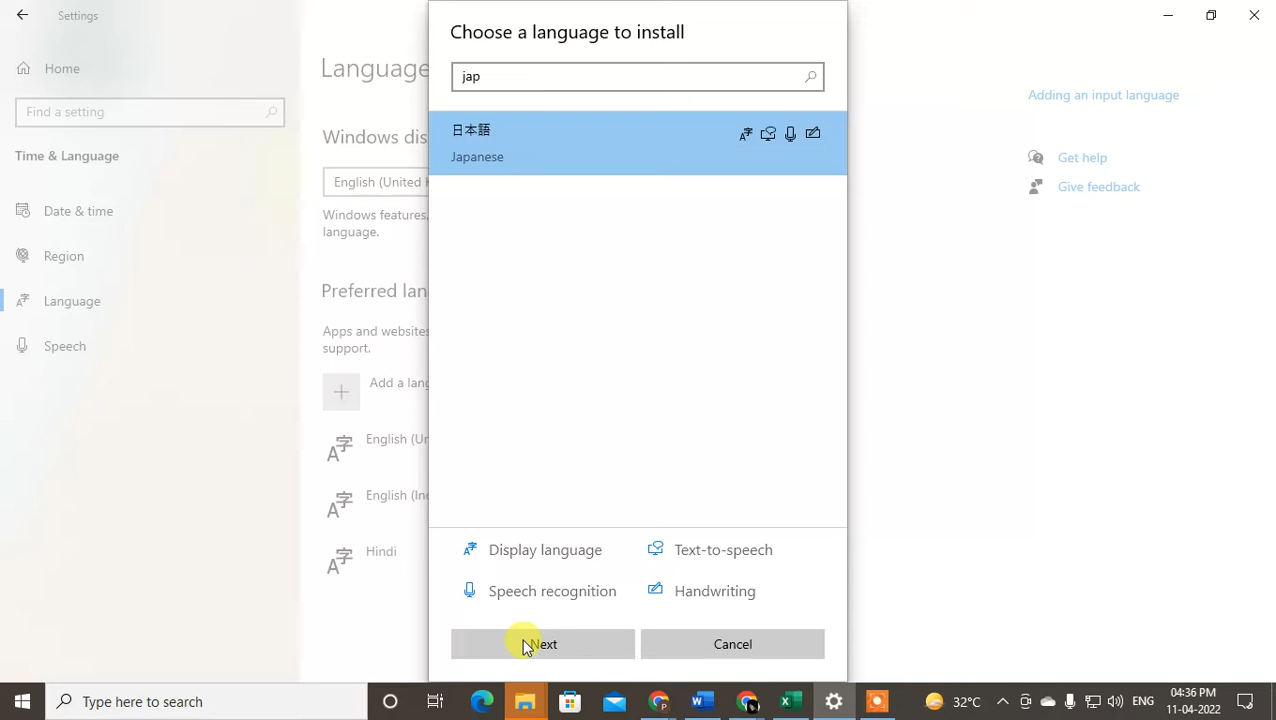 Settings
Home
Find a setting
Time & Language
Date & time
Region
Language
Speech
Language
Windows dis
English (United K
Windows features,
language.
Preferred lan
Apps and websites
support.
Add a lang
English (Un
English (Ind
Hindi
Choose a language to install
jap
日本語
Japanese
Display language
Text-to-speech
Speech recognition
Handwriting
Next
Cancel
Adding an input language
Get help
Give feedback
Type here to search
32°C
ENG
04:36 PM
11-04-2022